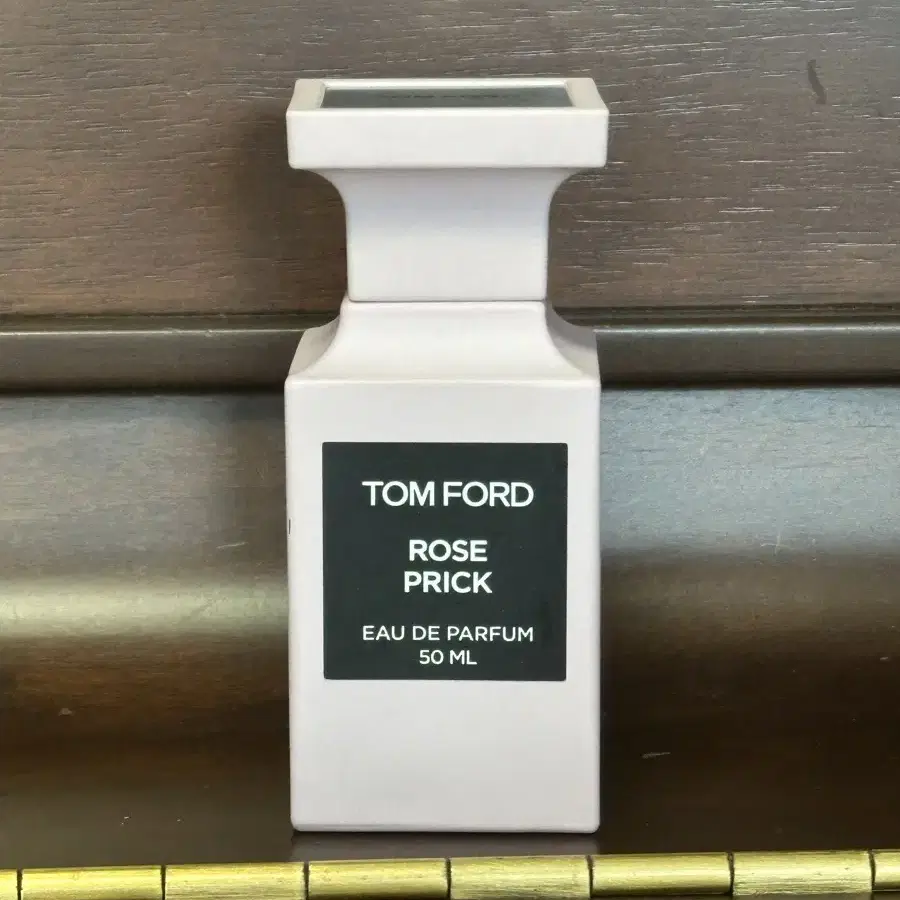 TOM FORD
ROSE
PRICK
EAU DE PARFUM
50 ML